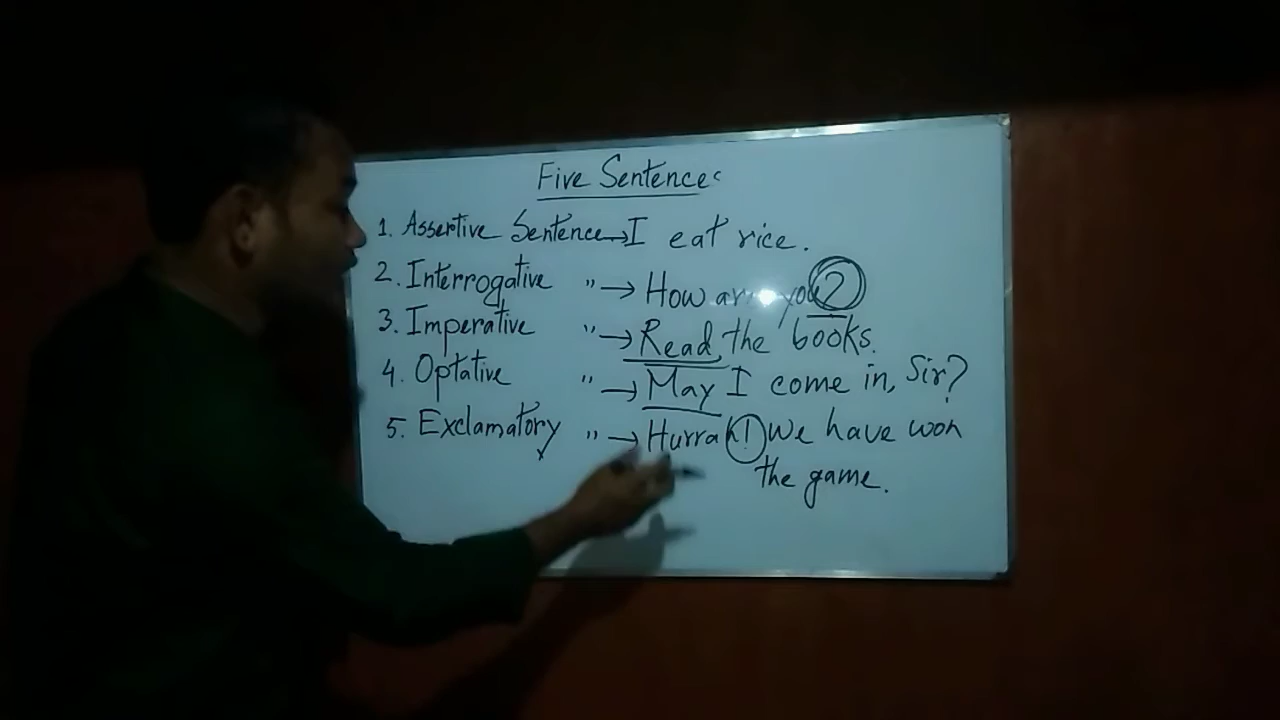 Five Sentence
1. Assertive Sentence→I eat rice.
2. Interrogative " → How are you?
3. Imperative " → Read the books.
4. Optative " → May I come in, Sir?
5. Exclamatory " → Hurrah! We have won
the game.